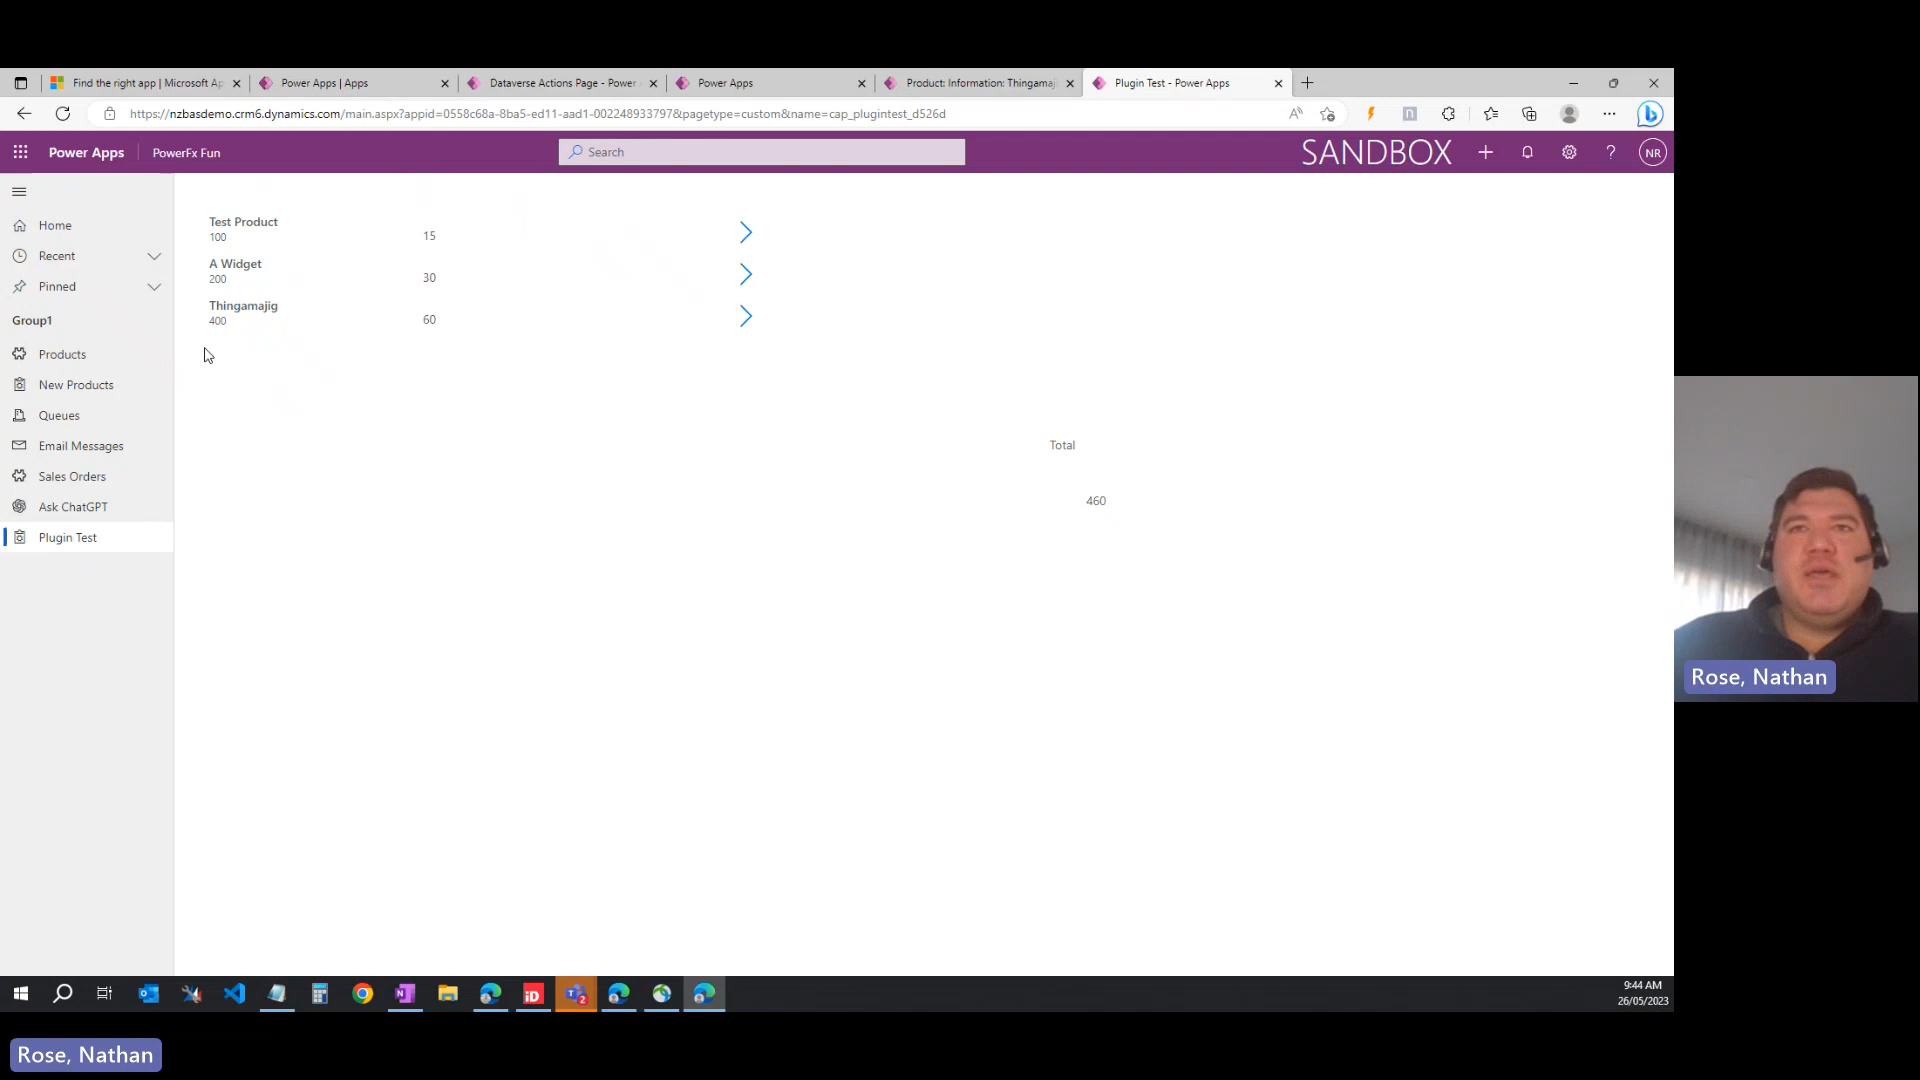 Find the right app | Microsoft Ap
Power Apps | Apps
Dataverse Actions Page - Power
Power Apps
Product: Information: Thingamaji
Plugin Test - Power Apps
https://nzbasdemo.crm6.dynamics.com/main.aspx?appid=0558c68a-8ba5-ed11-aad1-002248933797&pagetype=custom&name=cap_plugintest_d526d
Power Apps
PowerFx Fun
Search
SANDBOX
NR
Home
Recent
Pinned
Group1
Products
New Products
Queues
Email Messages
Sales Orders
Ask ChatGPT
Plugin Test
Test Product
100
15
A Widget
200
30
Thingamajig
400
60
Total
460
Rose, Nathan
9:44 AM
26/05/2023
Rose, Nathan